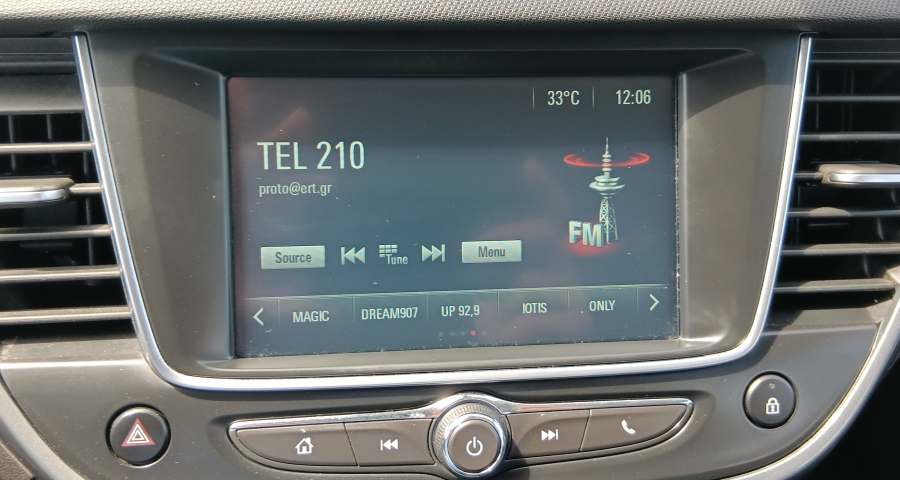 33°C 12:06
TEL 210
proto@ert.gr
FM
Source Tune Menu
MAGIC DREAM907 UP 92,9 IOTIS ONLY